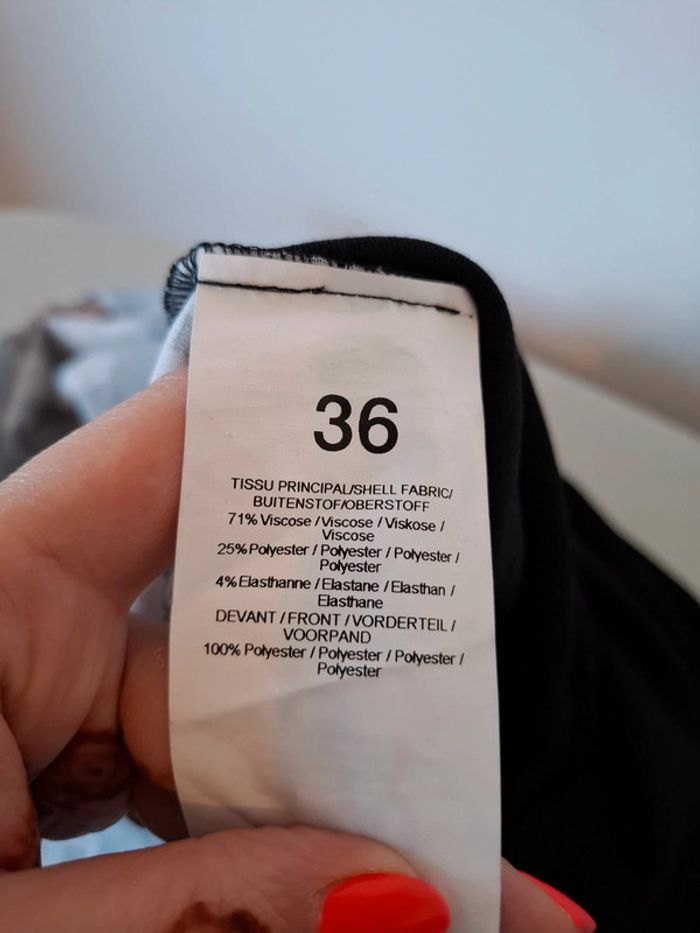 36
TISSU PRINCIPAL/SHELL FABRIC/
BUITENSTOF/OBERSTOFF
71% Viscose / Viscose / Viskose /
Viscose
25% Polyester / Polyester / Polyester /
Polyester
4% Elasthanne / Elastane / Elasthan /
Elasthane
DEVANT / FRONT / VORDERTEIL /
VOORPAND
100% Polyester / Polyester / Polyester /
Polyester